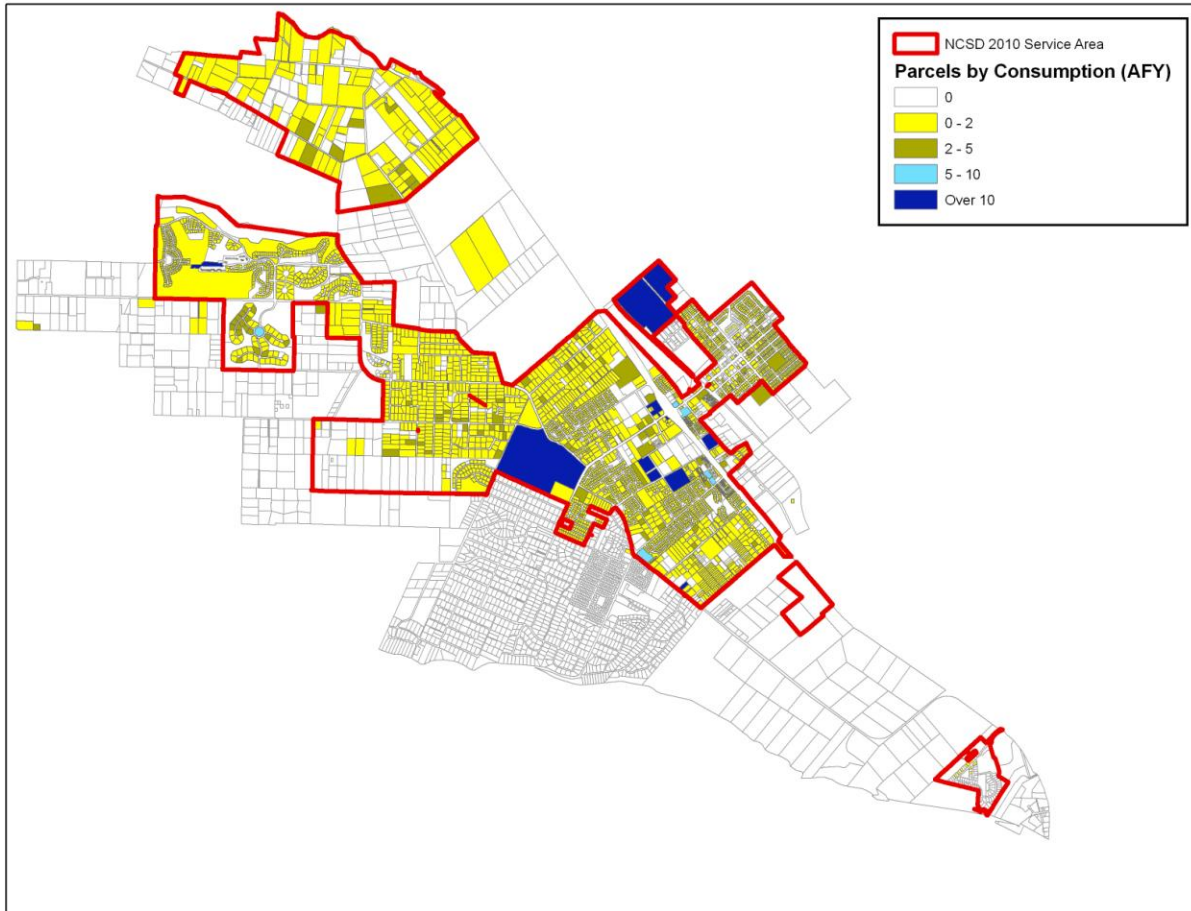 NCSD 2010 Service Area
Parcels by Consumption (AFY)
0
0 - 2
2 - 5
5 - 10
Over 10